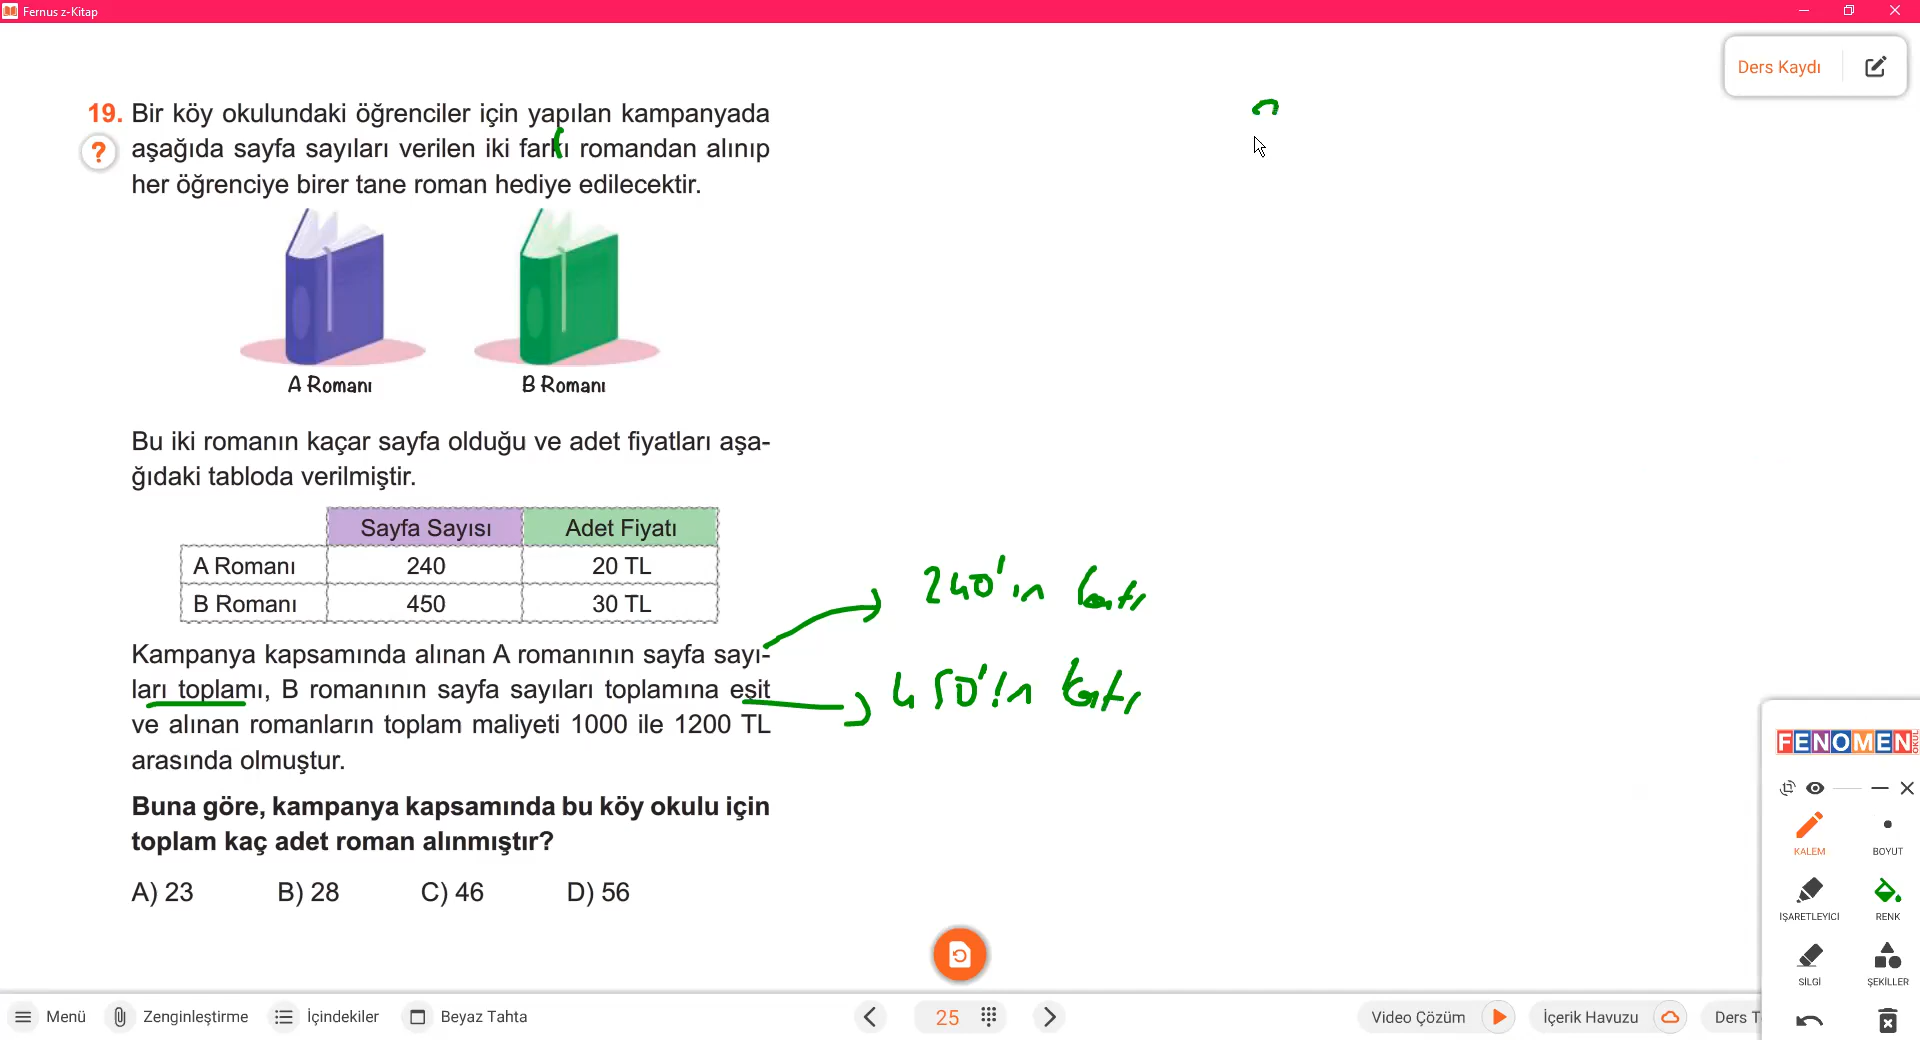 Fernus z-Kitap
Ders Kaydı
19. Bir köy okulundaki öğrenciler için yapılan kampanyada
? aşağıda sayfa sayıları verilen iki farkı romandan alınıp
her öğrenciye birer tane roman hediye edilecektir.
A Romanı B Romanı
Bu iki romanın kaçar sayfa olduğu ve adet fiyatları aşa-
ğıdaki tabloda verilmiştir.
Sayfa Sayısı Adet Fiyatı
A Romanı 240 20 TL
B Romanı 450 30 TL
240'ın katı
Kampanya kapsamında alınan A romanının sayfa sayı-
ları toplamı, B romanının sayfa sayıları toplamına eşit
450'in katı
ve alınan romanların toplam maliyeti 1000 ile 1200 TL
arasında olmuştur.
Buna göre, kampanya kapsamında bu köy okulu için
toplam kaç adet roman alınmıştır?
A) 23 B) 28 C) 46 D) 56
FENOMEN OKUL
KALEM BOYUT
İŞARETLEYİCİ RENK
SİLGİ ŞEKİLLER
Menü Zenginleştirme İçindekiler Beyaz Tahta 25 Video Çözüm İçerik Havuzu Ders T